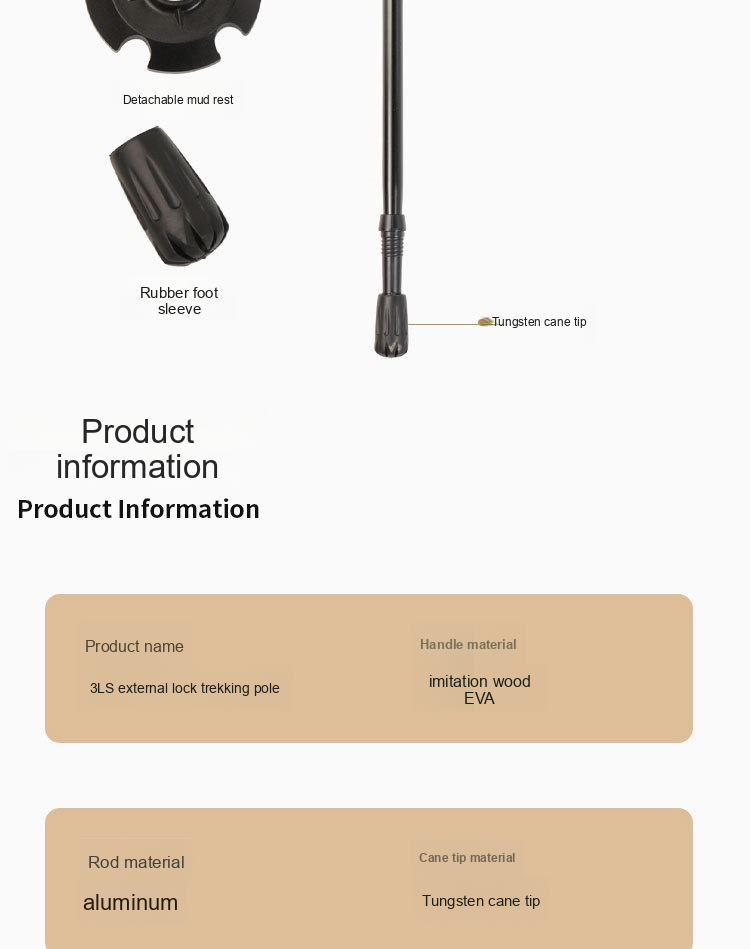 Detachable mud rest
Rubber foot
sleeve
Tungsten cane tip
Product
information
Product Information
Product name
Handle material
3LS external lock trekking pole
imitation wood
EVA
Rod material
Cane tip material
aluminum
Tungsten cane tip